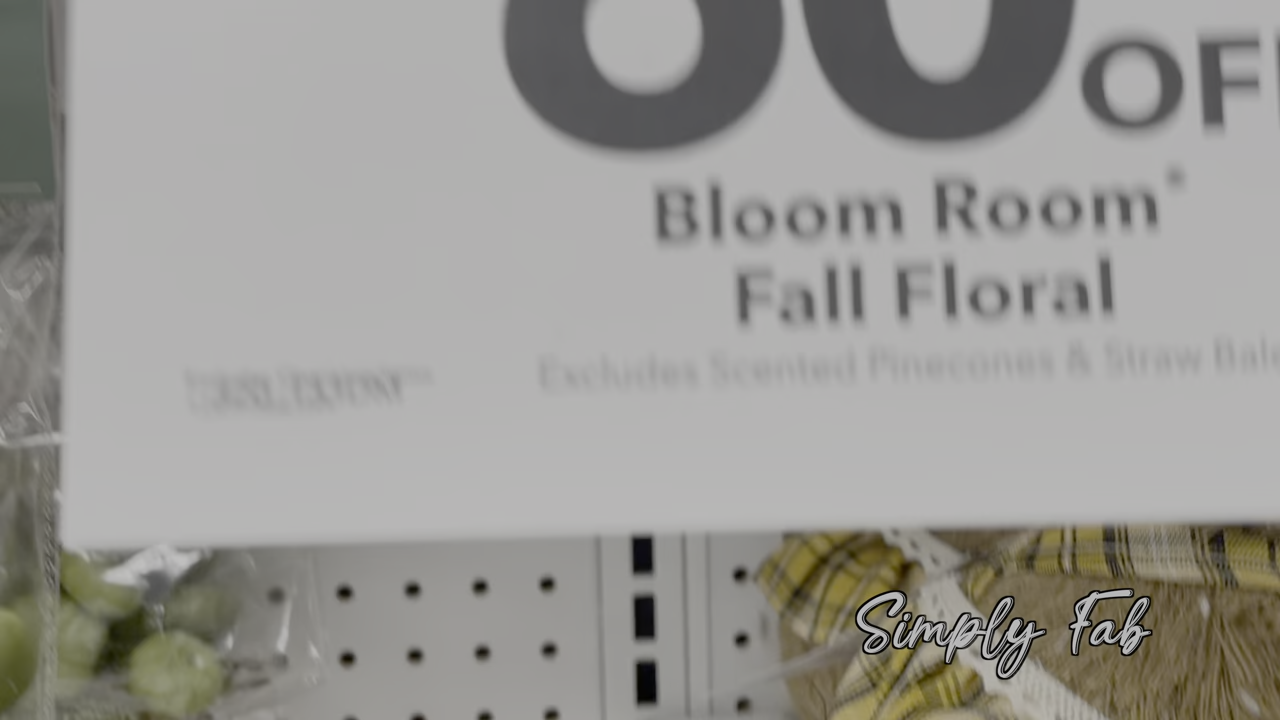 OFF
Bloom Room*
Fall Floral
Excludes Scented Pinecones & Straw Bale
Simply Fab